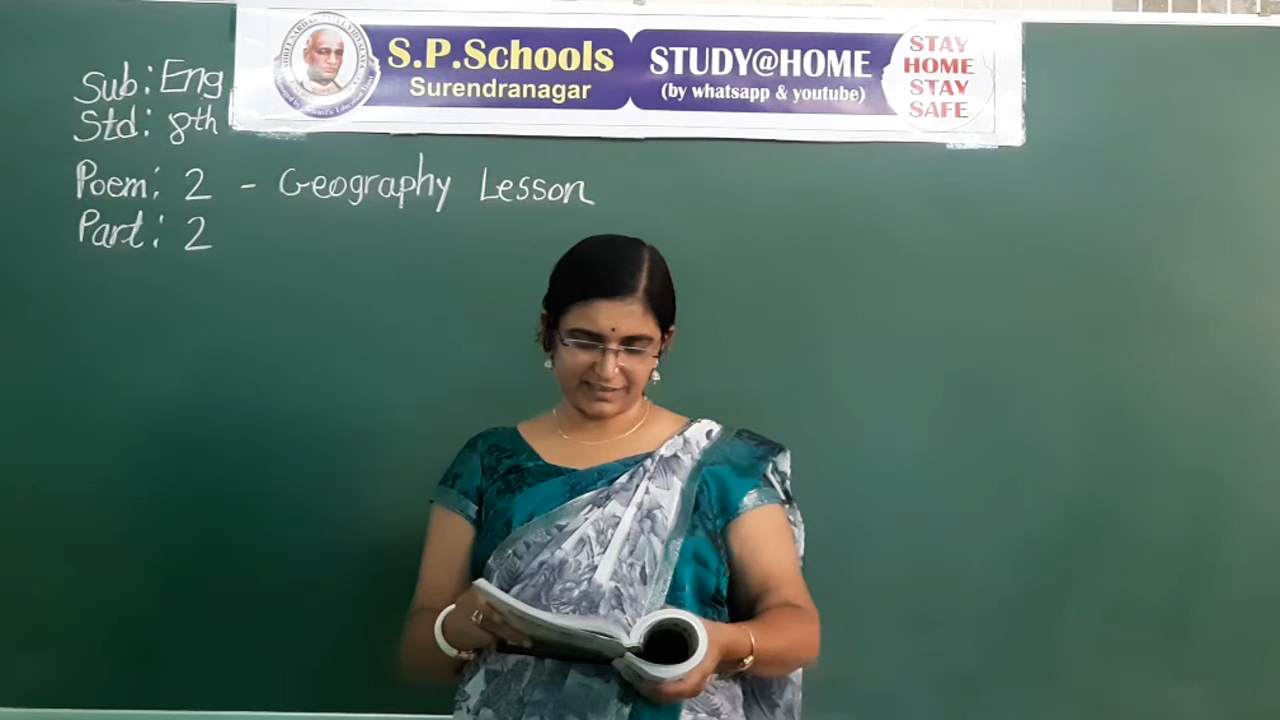 S.P.Schools
Surendranagar
STUDY@HOME
(by whatsapp & youtube)
STAY
HOME
STAY
SAFE
Sub: Eng
Std: 8th
Poem: 2 - Geography Lesson
Part: 2